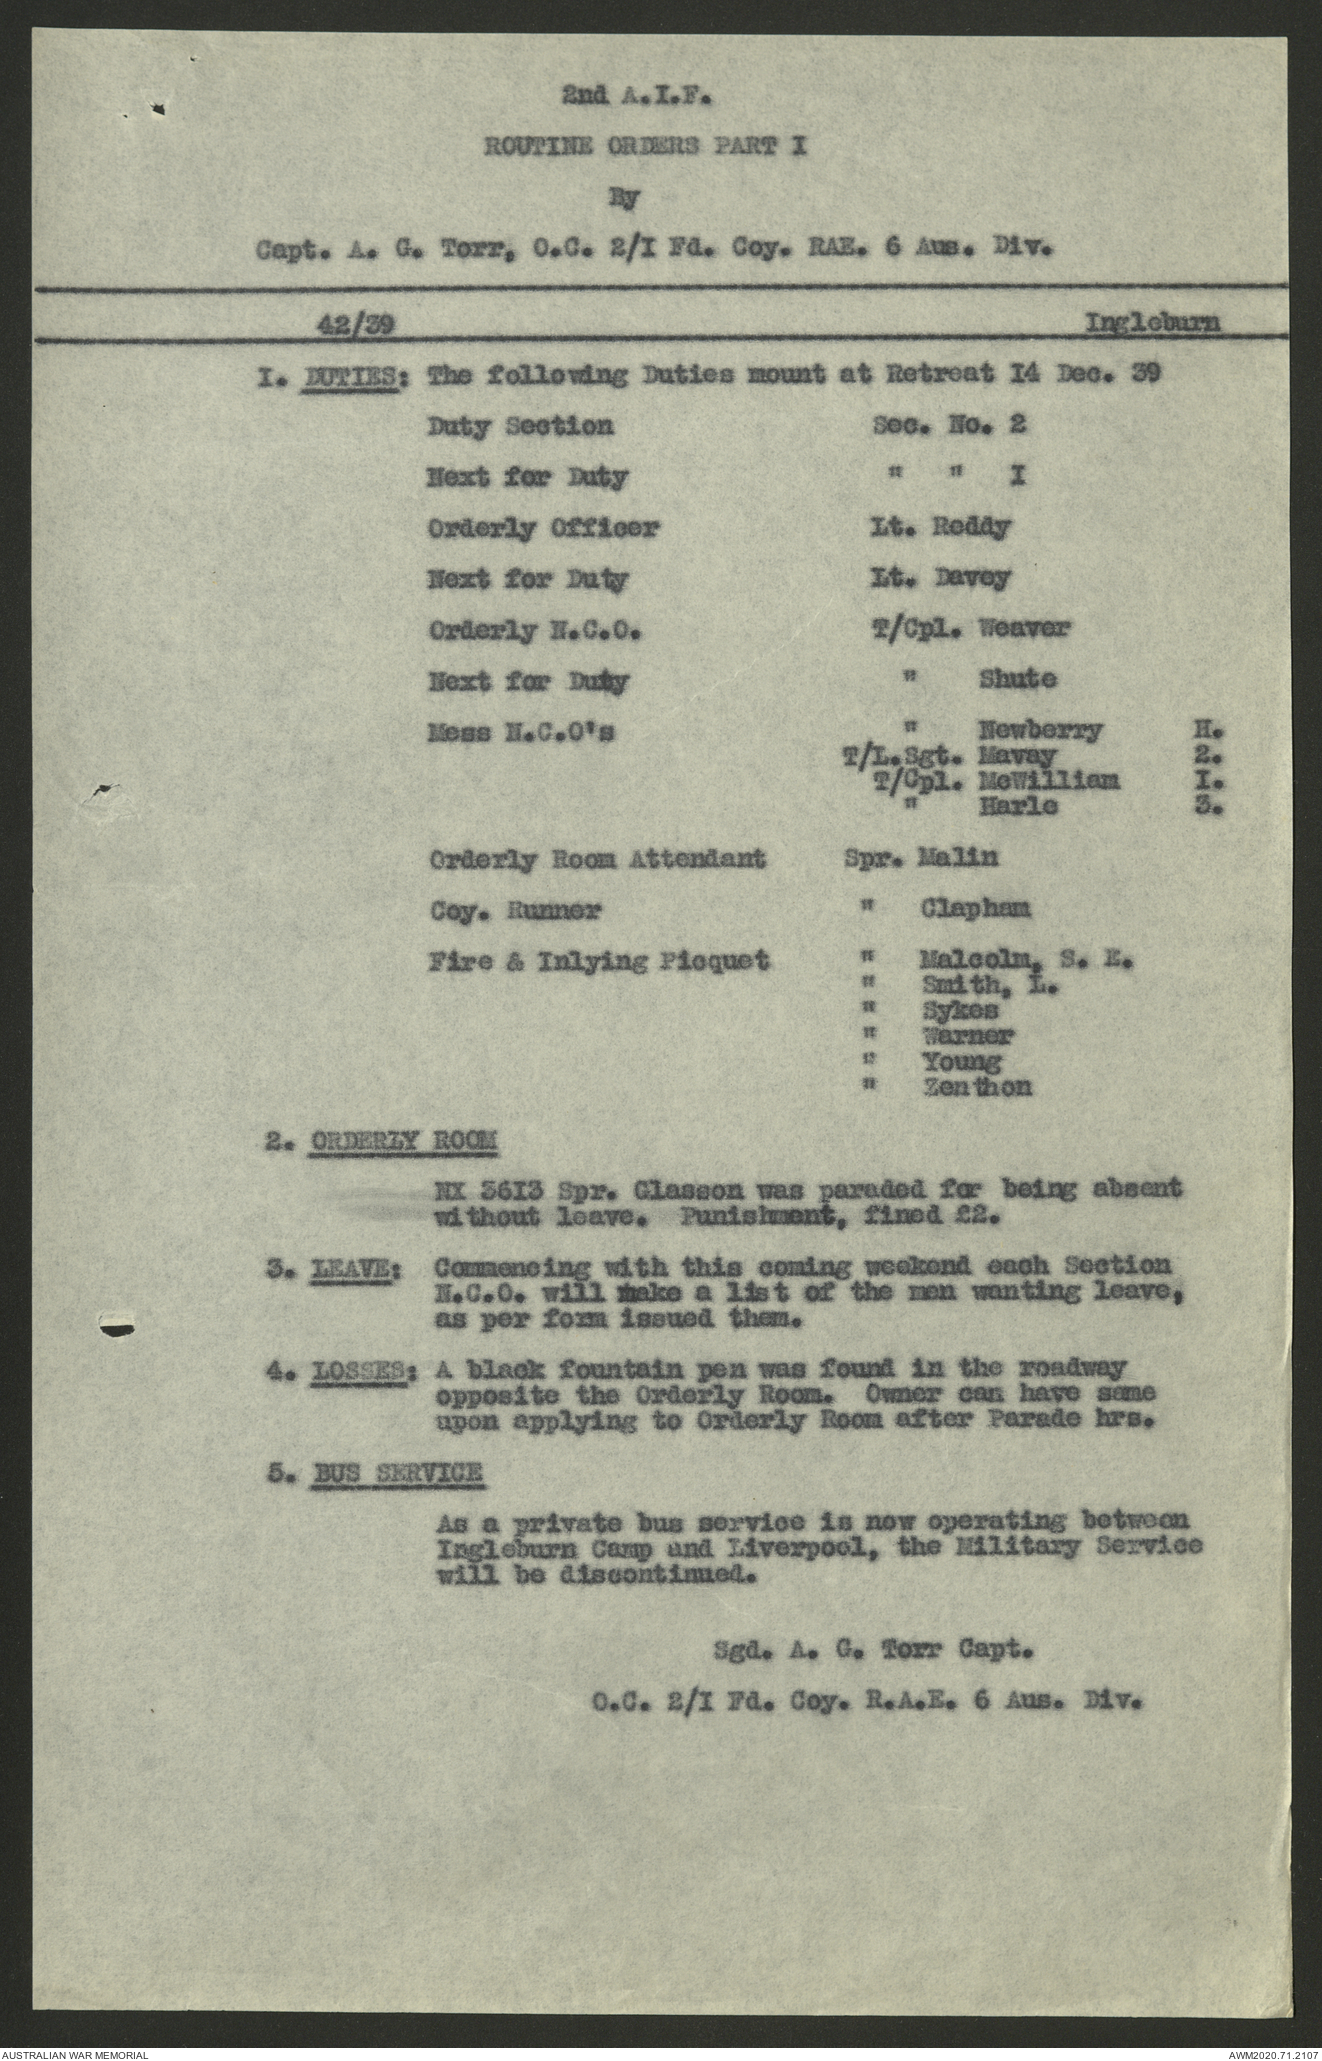 2nd A.I.F.
ROUTINE ORDERS PART I
By
Capt. A. G. Torr, O.C. 2/I Fd. Coy. RAE. 6 Aus. Div.
42/39 Ingleburn
I. DUTIES: The following Duties mount at Retreat I4 Dec. 39
Duty Section Sec. No. 2
Next for Duty " " I
Orderly Officer Lt. Reddy
Next for Duty Lt. Davey
Orderly N.C.O. T/Cpl. Weaver
Next for Duty " Shute
Mess N.C.O's " Newberry H.
T/L.Sgt. Mavay 2.
T/Cpl. McWilliam I.
" Harle 3.
Orderly Room Attendant Spr. Malin
Coy. Runner " Clapham
Fire & Inlying Picquet " Malcolm, S. E.
" Smith, L.
" Sykes
" Warner
" Young
" Zenthon
2. ORDERLY ROOM
NX 36I3 Spr. Glasson was paraded for being absent
without leave. Punishment, fined £2.
3. LEAVE: Commencing with this coming weekend each Section
N.C.O. will make a list of the men wanting leave,
as per form issued them.
4. LOSSES: A black fountain pen was found in the roadway
opposite the Orderly Room. Owner can have same
upon applying to Orderly Room after Parade hrs.
5. BUS SERVICE
As a private bus service is now operating between
Ingleburn Camp and Liverpool, the Military Service
will be discontinued.
Sgd. A. G. Torr Capt.
O.C. 2/I Fd. Coy. R.A.E. 6 Aus. Div.
AUSTRALIAN WAR MEMORIAL AWM2020.71.2107